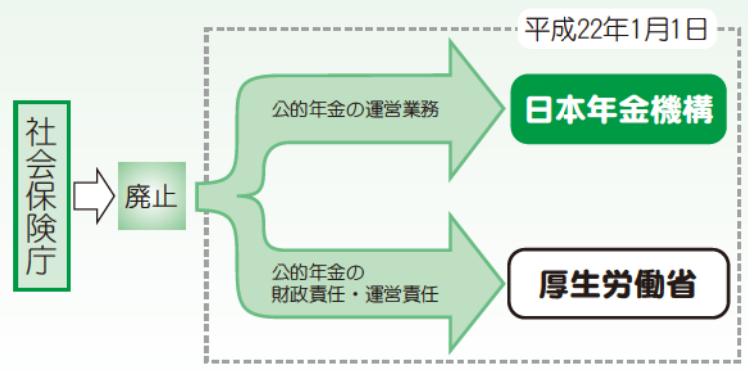 平成22年1月1日
社会保険庁
廃止
公的年金の運営業務
日本年金機構
公的年金の
財政責任・運営責任
厚生労働省